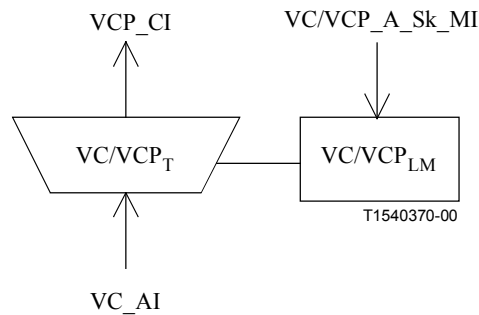 VCP_CI
VC/VCP_A_Sk_MI
VC/VCP_T
VC/VCP_LM
T1540370-00
VC_AI